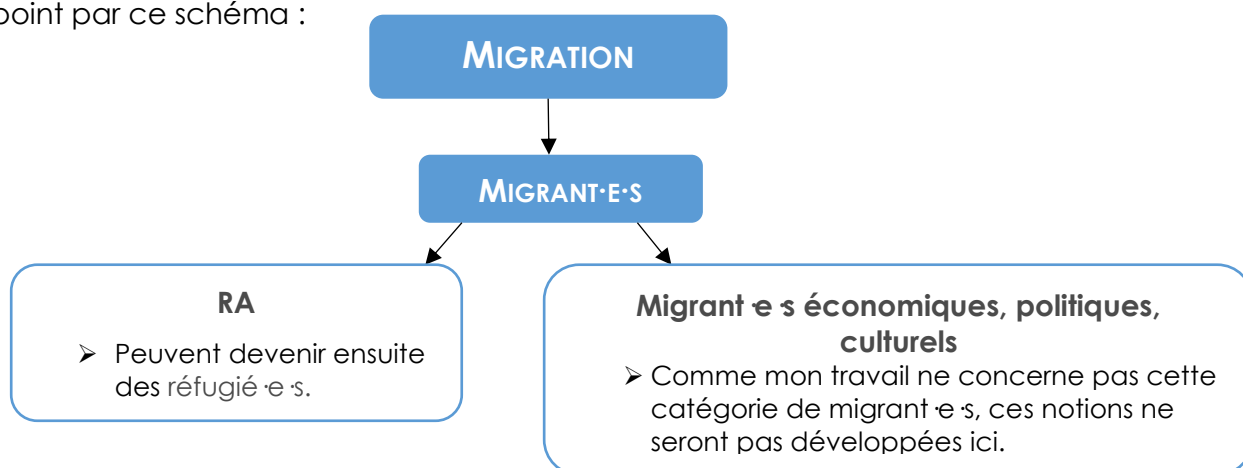 point par ce schéma :
MIGRATION
MIGRANT·E·S
RA
➢ Peuvent devenir ensuite
des réfugié·e·s.
Migrant·e·s économiques, politiques,
culturels
➢ Comme mon travail ne concerne pas cette
catégorie de migrant·e·s, ces notions ne
seront pas développées ici.